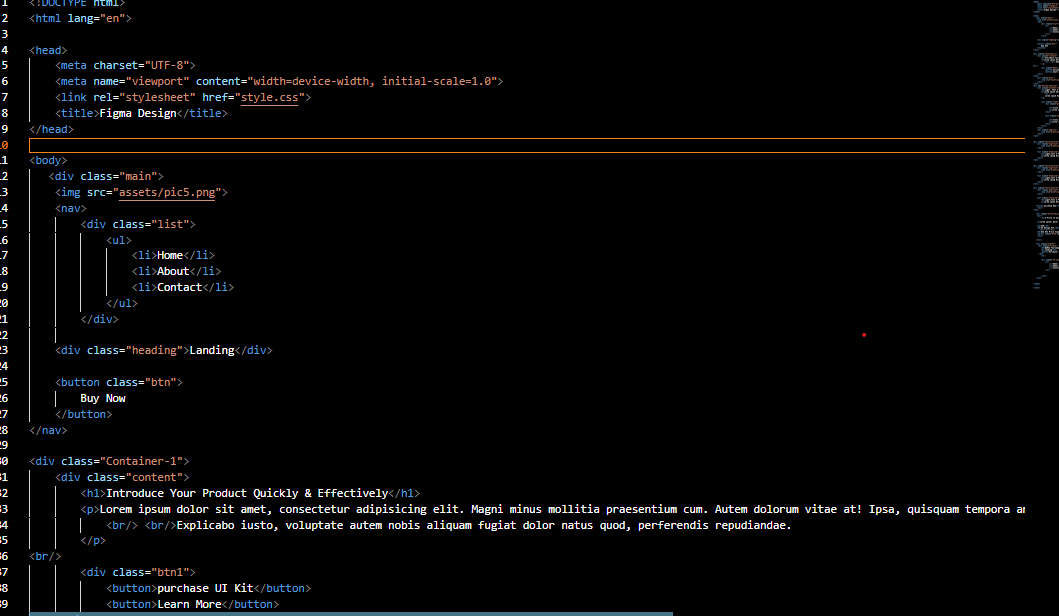 1 <!DOCTYPE html>
2 <html lang="en">
3
4 <head>
5 <meta charset="UTF-8">
6 <meta name="viewport" content="width=device-width, initial-scale=1.0">
7 <link rel="stylesheet" href="style.css">
8 <title>Figma Design</title>
9 </head>
10
11 <body>
12 <div class="main">
13 <img src="assets/pic5.png">
14 <nav>
15 <div class="list">
16 <ul>
17 <li>Home</li>
18 <li>About</li>
19 <li>Contact</li>
20 </ul>
21 </div>
22
23 <div class="heading">Landing</div>
24
25 <button class="btn">
26 Buy Now
27 </button>
28 </nav>
29
30 <div class="Container-1">
31 <div class="content">
32 <h1>Introduce Your Product Quickly & Effectively</h1>
33 <p>Lorem ipsum dolor sit amet, consectetur adipisicing elit. Magni minus mollitia praesentium cum. Autem dolorum vitae at! Ipsa, quisquam tempora
34 <br/> <br/>Explicabo iusto, voluptate autem nobis aliquam fugiat dolor natus quod, perferendis repudiandae.
35 </p>
36 <br/>
37 <div class="btn1">
38 <button>purchase UI Kit</button>
39 <button>Learn More</button>